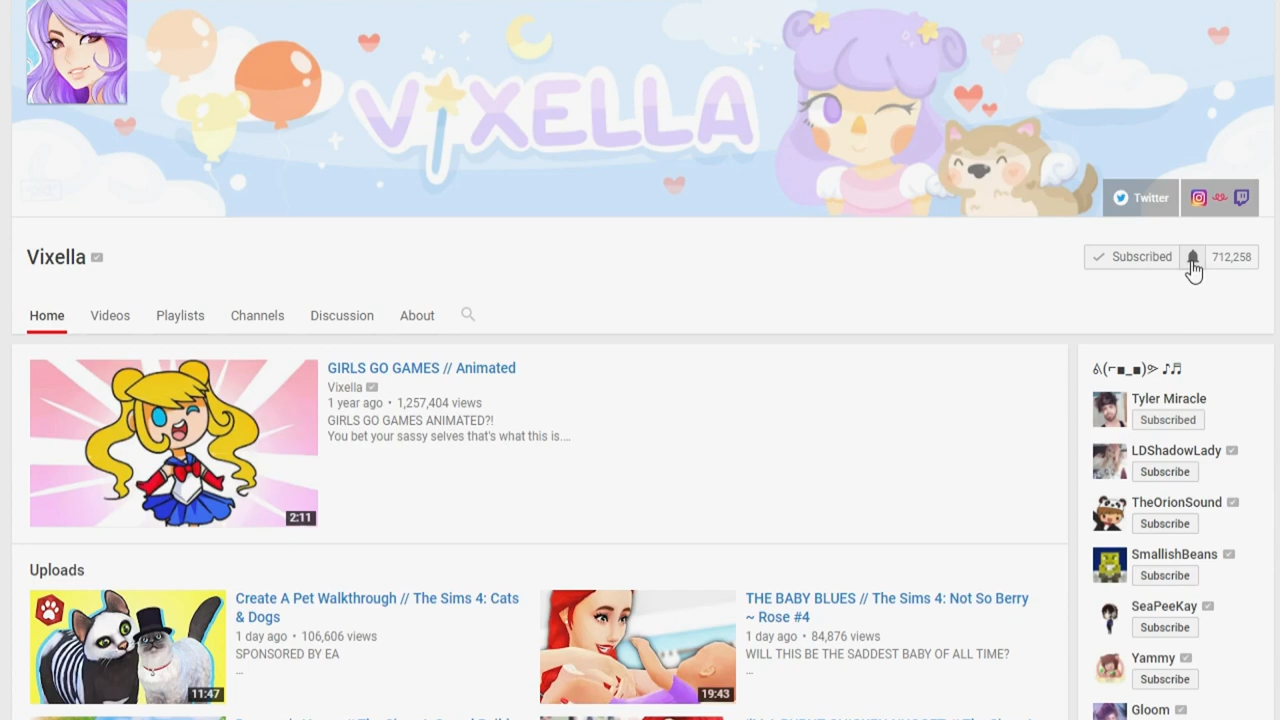 VIXELLA
Twitter
Vixella
Subscribed
712,258
Home
Videos
Playlists
Channels
Discussion
About
GIRLS GO GAMES // Animated
Vixella
1 year ago • 1,257,404 views
GIRLS GO GAMES ANIMATED?!
You bet your sassy selves that's what this is...
2:11
Uploads
Create A Pet Walkthrough // The Sims 4: Cats
& Dogs
1 day ago • 106,606 views
SPONSORED BY EA
...
11:47
THE BABY BLUES // The Sims 4: Not So Berry
~ Rose #4
1 day ago • 84,876 views
WILL THIS BE THE SADDEST BABY OF ALL TIME?
...
19:43
Tyler Miracle
Subscribed
LDShadowLady
Subscribe
TheOrionSound
Subscribe
SmallishBeans
Subscribe
SeaPeeKay
Subscribe
Yammy
Subscribe
Gloom